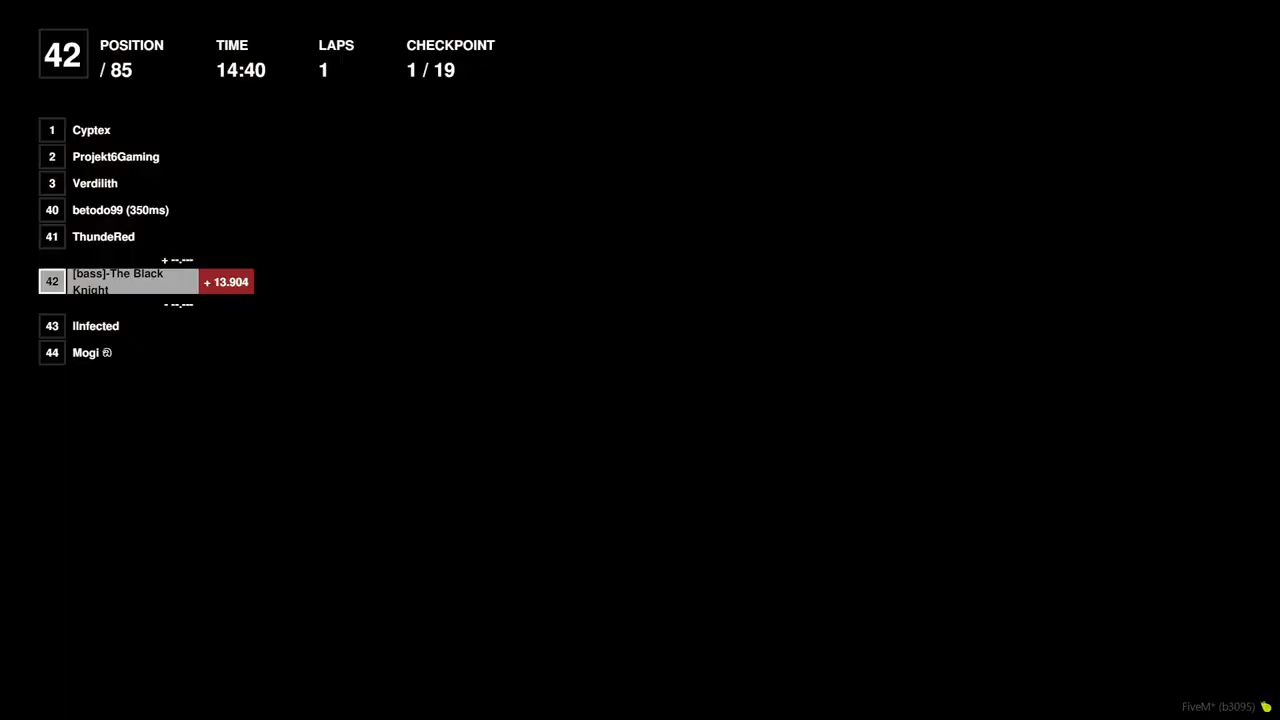 42 POSITION TIME LAPS CHECKPOINT
/ 85 14:40 1 1 / 19
1 Cyptex
2 Projekt6Gaming
3 Verdilith
40 betodo99 (350ms)
41 ThundeRed
+ --.---
42 [bass]-The Black
Knight + 13.904
- --.---
43 IInfected
44 Mogi
FiveM* (b3095)